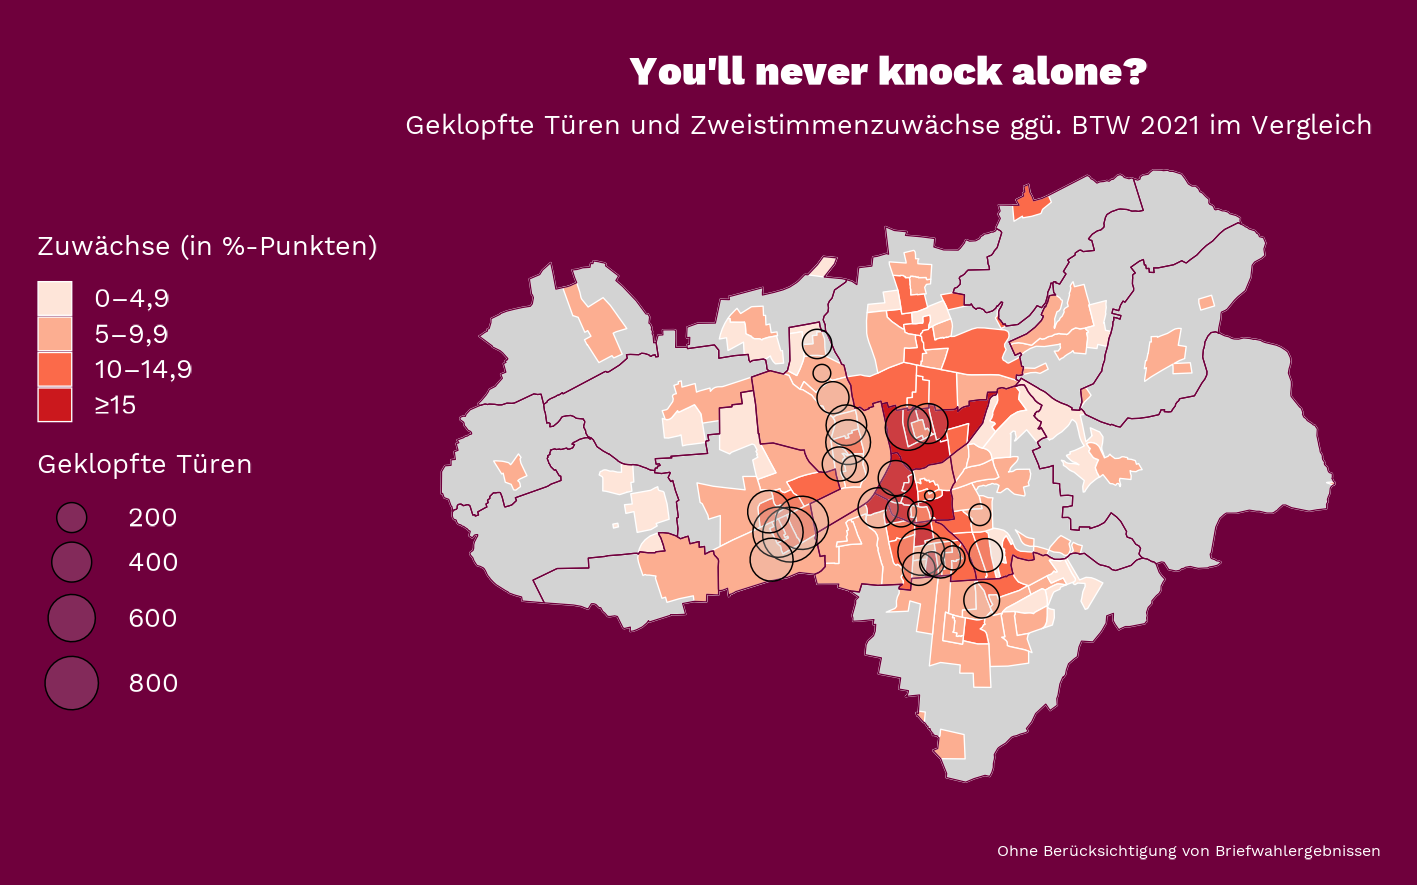 You'll never knock alone?
Geklopfte Türen und Zweistimmenzuwächse ggü. BTW 2021 im Vergleich
Zuwächse (in %-Punkten)
0–4,9
5–9,9
10–14,9
≥15
Geklopfte Türen
200
400
600
800
Ohne Berücksichtigung von Briefwahlergebnissen